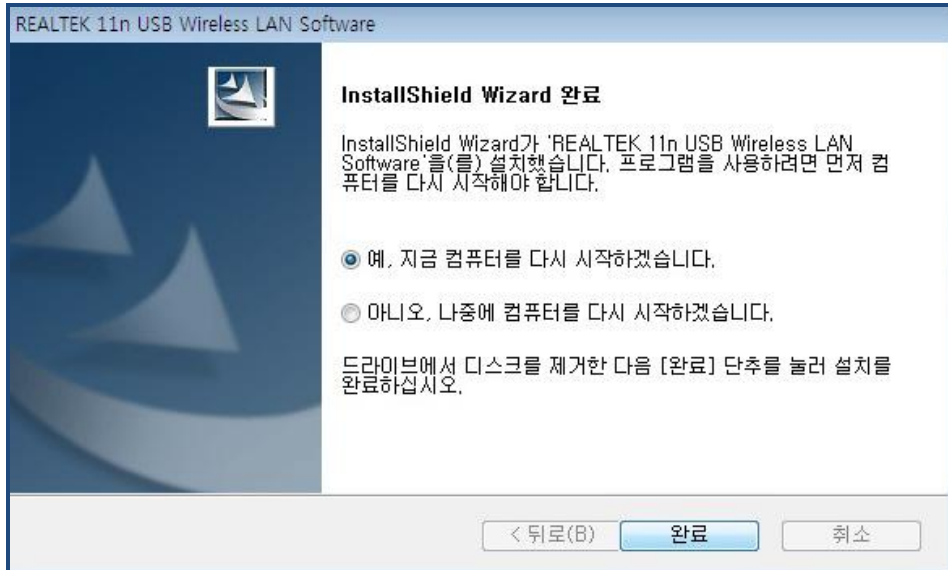 REALTEK 11n USB Wireless LAN Software
InstallShield Wizard 완료
InstallShield Wizard가 'REALTEK 11n USB Wireless LAN
Software'을(를) 설치했습니다. 프로그램을 사용하려면 먼저 컴
퓨터를 다시 시작해야 합니다.
예, 지금 컴퓨터를 다시 시작하겠습니다.
아니오, 나중에 컴퓨터를 다시 시작하겠습니다.
드라이브에서 디스크를 제거한 다음 [완료] 단추를 눌러 설치를
완료하십시오.
< 뒤로(B)
완료
취소